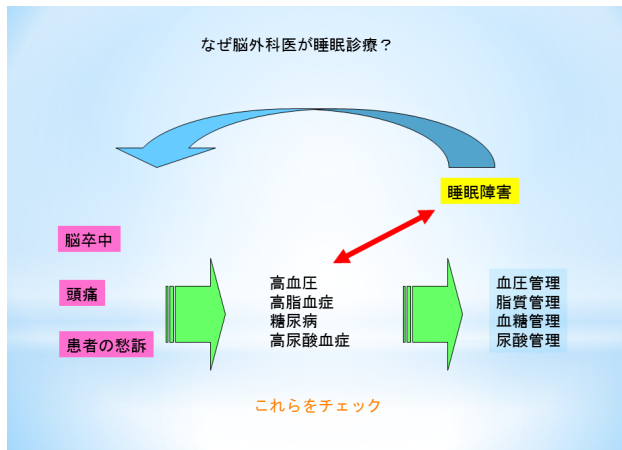 なぜ脳外科医が睡眠診療？
睡眠障害
脳卒中
頭痛
患者の愁訴
高血圧
高脂血症
糖尿病
高尿酸血症
血圧管理
脂質管理
血糖管理
尿酸管理
これらをチェック